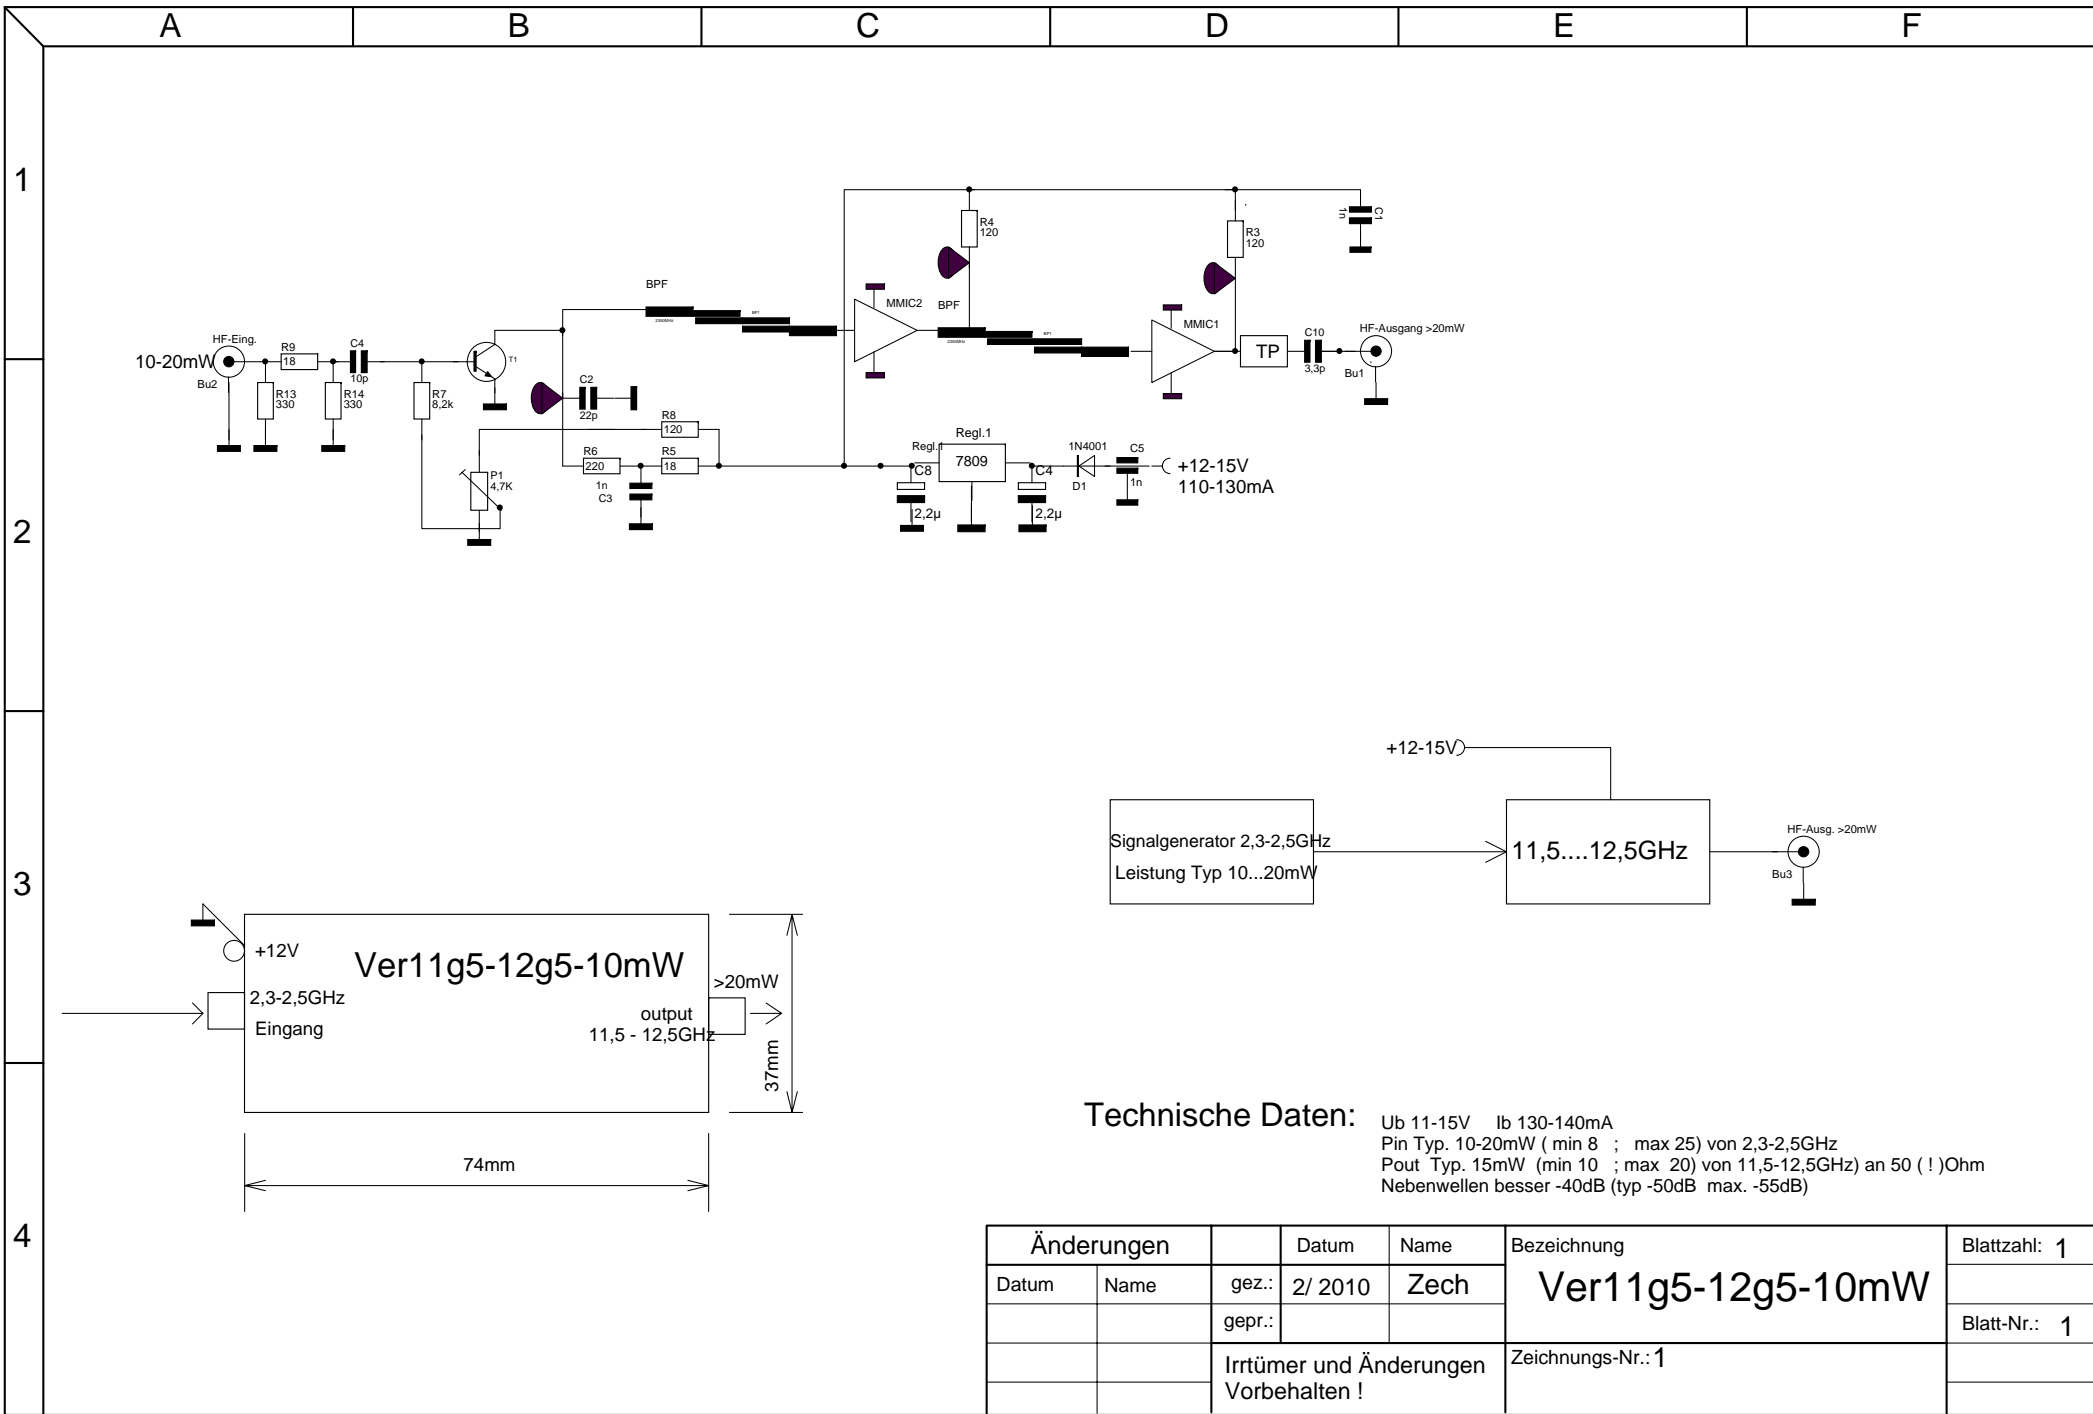 A B C D E F
1
2
3
4
HF-Eing.
10-20mW
Bu2
R9
18
R13
330
R14
330
C4
10p
R7
8,2k
T1
P1
4,7K
C2
22p
R8
120
R6
220
R5
18
1n
C3
BPF
2350MHz
BP1
MMIC2
R4
120
BPF
2350MHz
BP1
MMIC1
R3
120
C1
1n
TP
C10
3,3p
HF-Ausgang >20mW
Bu1
Regl.1
Regl.1
7809
C8
2,2µ
C4
2,2µ
1N4001
D1
C5
1n
+12-15V
110-130mA
+12-15V
Signalgenerator 2,3-2,5GHz
Leistung Typ 10...20mW
11,5....12,5GHz
HF-Ausg. >20mW
Bu3
+12V
Ver11g5-12g5-10mW
2,3-2,5GHz
Eingang
>20mW
output
11,5 - 12,5GHz
37mm
74mm
Technische Daten:
Ub 11-15V Ib 130-140mA
Pin Typ. 10-20mW ( min 8 ; max 25) von 2,3-2,5GHz
Pout Typ. 15mW (min 10 ; max 20) von 11,5-12,5GHz) an 50 ( ! )Ohm
Nebenwellen besser -40dB (typ -50dB max. -55dB)
Änderungen
Datum Name
Datum Name
gez.: 2/ 2010 Zech
gepr.:
Irrtümer und Änderungen
Vorbehalten !
Bezeichnung
Ver11g5-12g5-10mW
Zeichnungs-Nr.: 1
Blattzahl: 1
Blatt-Nr.: 1